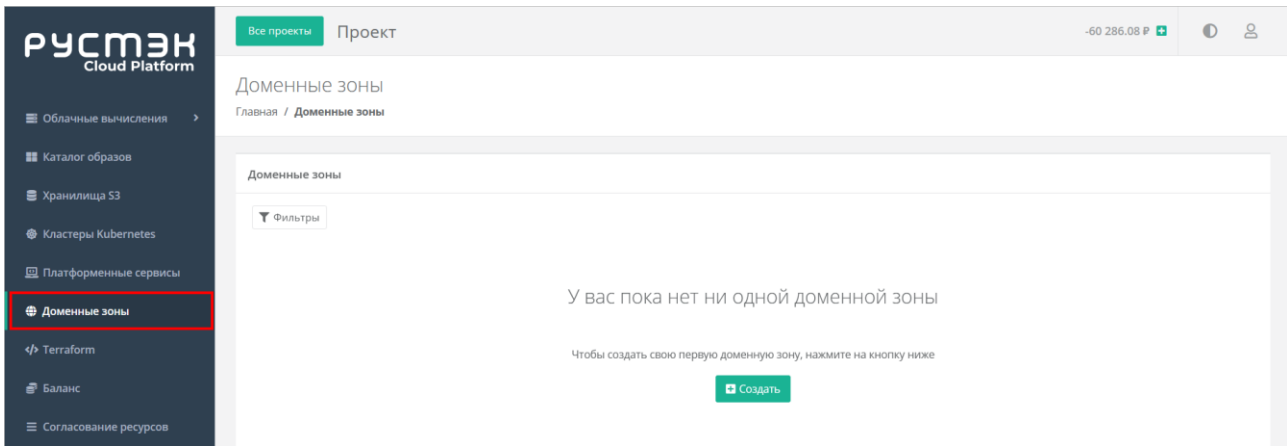 РУСТЭК
Cloud Platform
Все проекты
Проект
-60 286.08 ₽
Доменные зоны
Главная / Доменные зоны
Облачные вычисления
Каталог образов
Хранилища S3
Кластеры Kubernetes
Платформенные сервисы
Доменные зоны
Terraform
Баланс
Согласование ресурсов
Доменные зоны
Фильтры
У вас пока нет ни одной доменной зоны
Чтобы создать свою первую доменную зону, нажмите на кнопку ниже
Создать